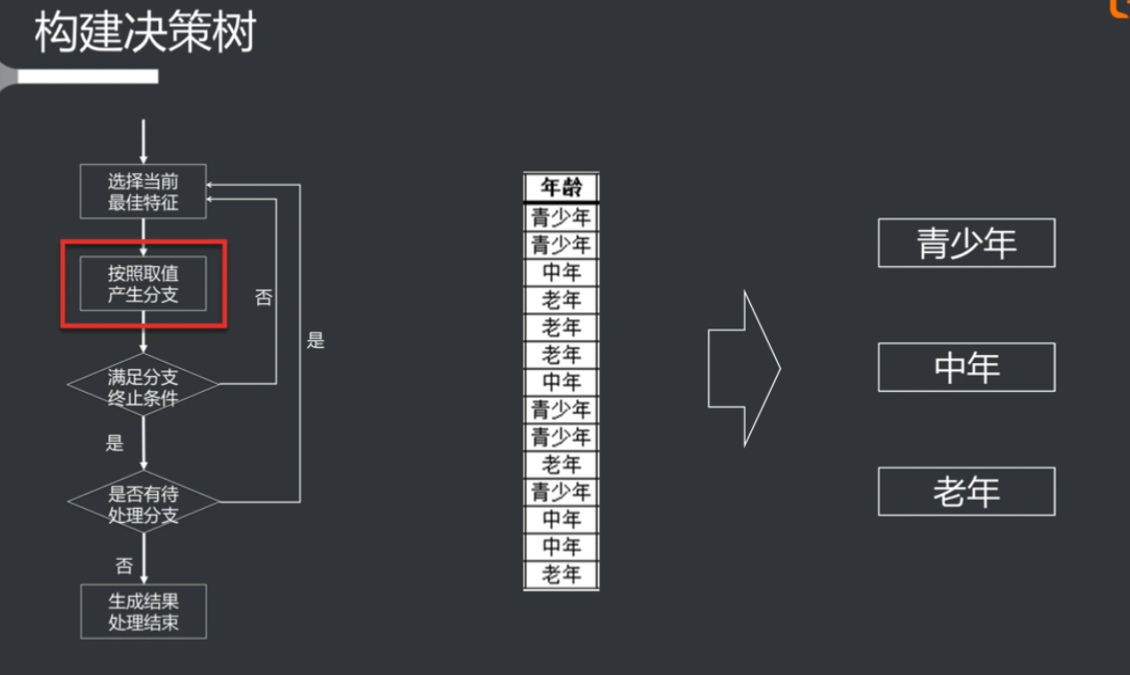 构建决策树
选择当前
最佳特征
按照取值
产生分支
否
是
满足分支
终止条件
是
是否有待
处理分支
否
生成结果
处理结束
年龄
青少年
青少年
中年
老年
老年
老年
中年
青少年
青少年
老年
青少年
中年
中年
老年
青少年
中年
老年